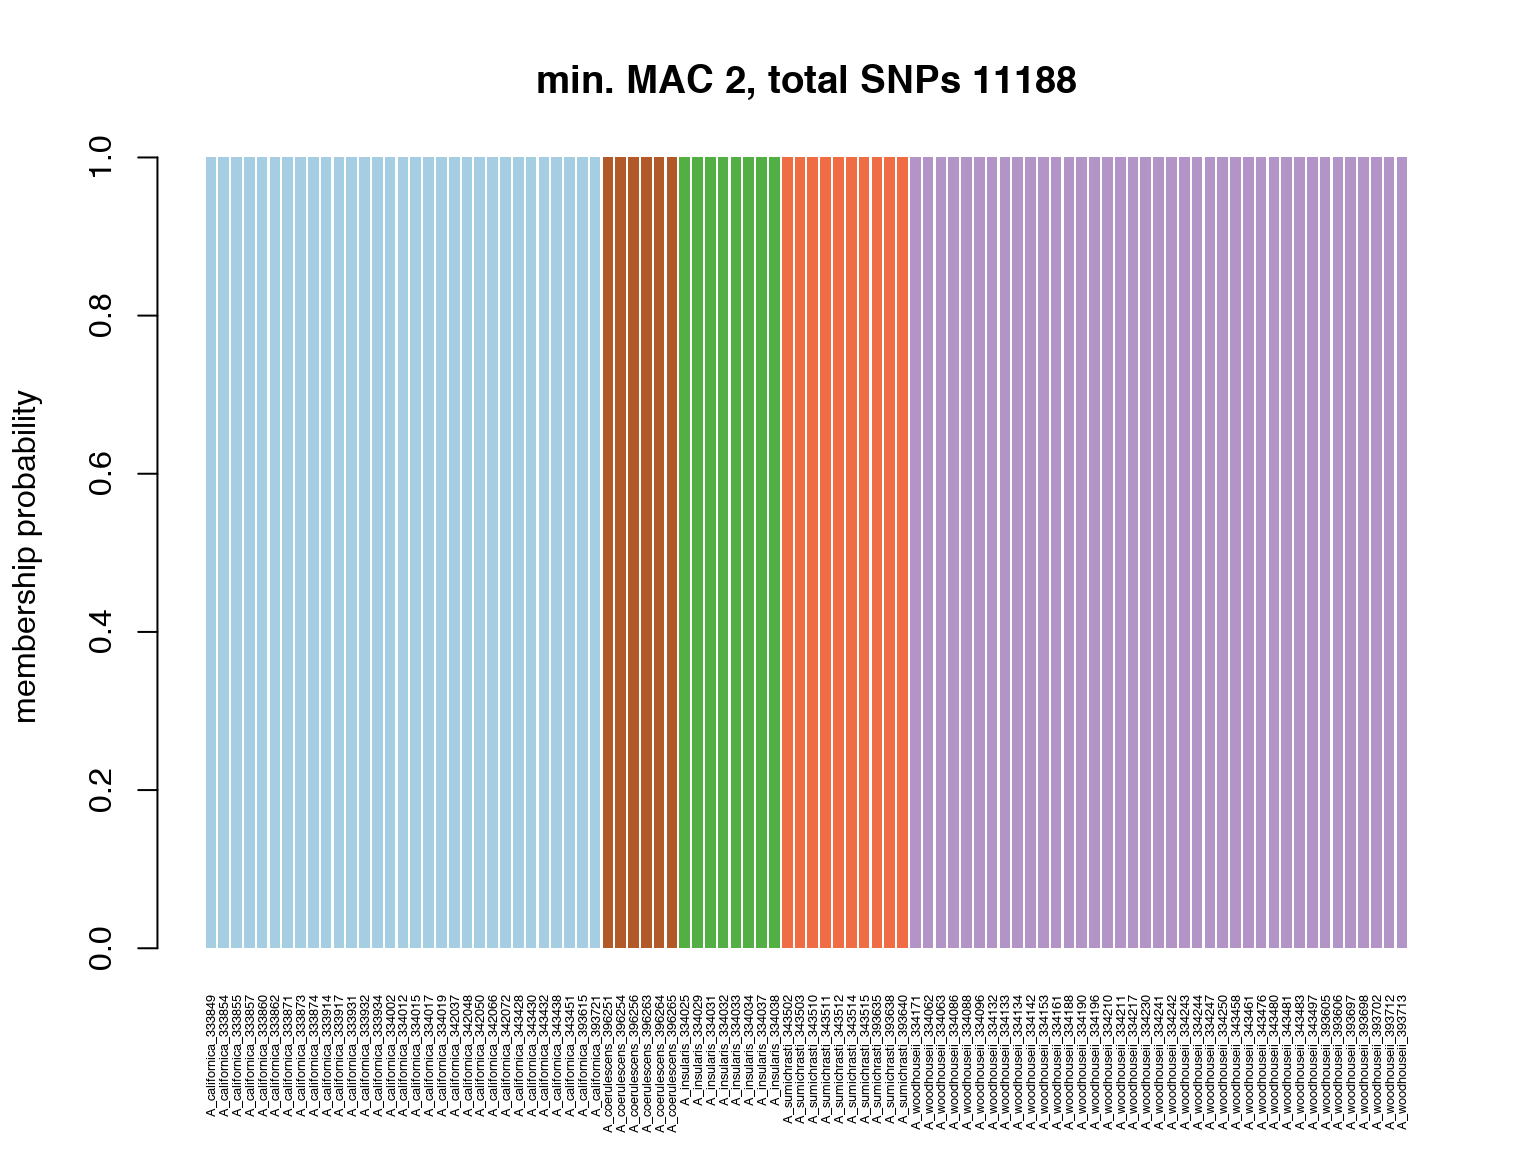 min. MAC 2, total SNPs 11188
membership probability
1.0
0.8
0.6
0.4
0.2
0.0
A_californica_333849
A_californica_333854
A_californica_333855
A_californica_333857
A_californica_333860
A_californica_333862
A_californica_333871
A_californica_333873
A_californica_333874
A_californica_333914
A_californica_333917
A_californica_333931
A_californica_333932
A_californica_333934
A_californica_334002
A_californica_334012
A_californica_334015
A_californica_334017
A_californica_334019
A_californica_342037
A_californica_342048
A_californica_342050
A_californica_342066
A_californica_342072
A_californica_343428
A_californica_343430
A_californica_343432
A_californica_343438
A_californica_343451
A_californica_393615
A_californica_393721
A_coerulescens_396251
A_coerulescens_396254
A_coerulescens_396256
A_coerulescens_396263
A_coerulescens_396264
A_coerulescens_396265
A_insularis_334025
A_insularis_334029
A_insularis_334031
A_insularis_334032
A_insularis_334033
A_insularis_334034
A_insularis_334037
A_insularis_334038
A_sumichrasti_343502
A_sumichrasti_343503
A_sumichrasti_343510
A_sumichrasti_343511
A_sumichrasti_343512
A_sumichrasti_343514
A_sumichrasti_343515
A_sumichrasti_393635
A_sumichrasti_393638
A_sumichrasti_393640
A_woodhouseii_334171
A_woodhouseii_334062
A_woodhouseii_334063
A_woodhouseii_334086
A_woodhouseii_334088
A_woodhouseii_334096
A_woodhouseii_334132
A_woodhouseii_334133
A_woodhouseii_334134
A_woodhouseii_334142
A_woodhouseii_334153
A_woodhouseii_334161
A_woodhouseii_334188
A_woodhouseii_334190
A_woodhouseii_334196
A_woodhouseii_334210
A_woodhouseii_334211
A_woodhouseii_334217
A_woodhouseii_334230
A_woodhouseii_334241
A_woodhouseii_334242
A_woodhouseii_334243
A_woodhouseii_334244
A_woodhouseii_334247
A_woodhouseii_334250
A_woodhouseii_343458
A_woodhouseii_343461
A_woodhouseii_343476
A_woodhouseii_343480
A_woodhouseii_343481
A_woodhouseii_343483
A_woodhouseii_343497
A_woodhouseii_393605
A_woodhouseii_393606
A_woodhouseii_393697
A_woodhouseii_393698
A_woodhouseii_393702
A_woodhouseii_393712
A_woodhouseii_393713